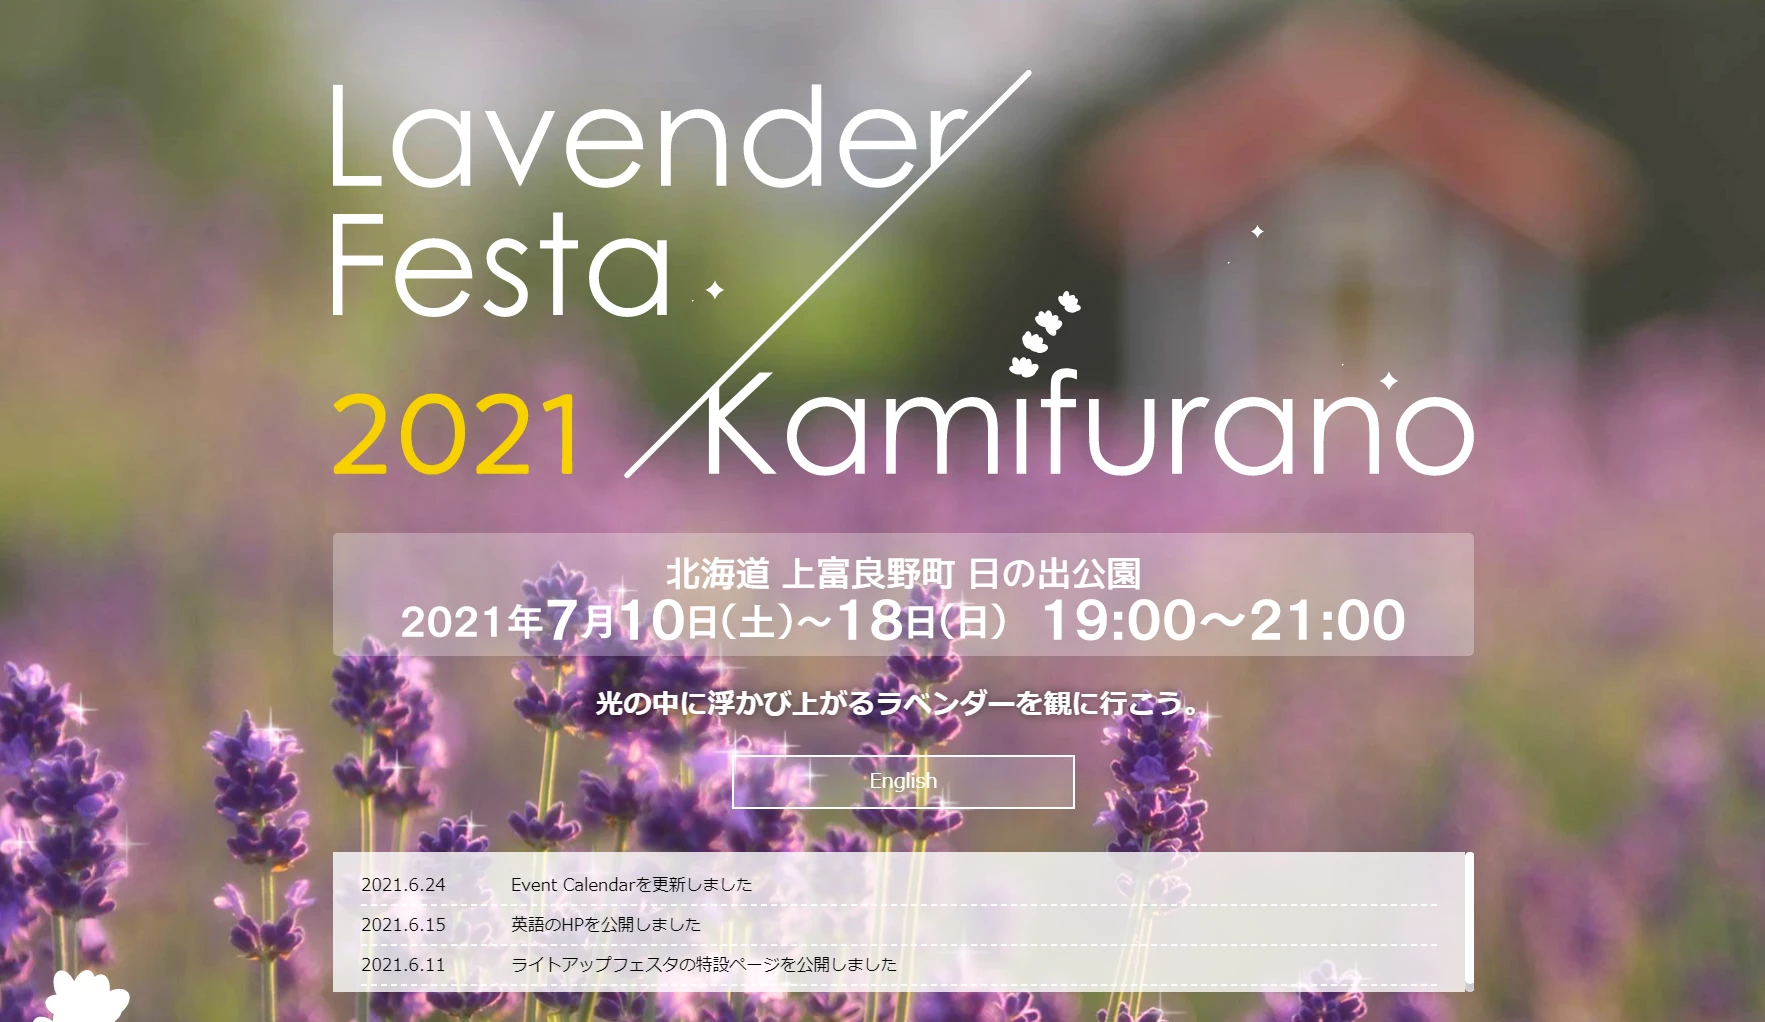 Lavender
Festa
2021 Kamifurano
北海道 上富良野町 日の出公園
2021年7月10日(土)～18日(日) 19:00～21:00
光の中に浮かび上がるラベンダーを観に行こう。
English
2021.6.24 Event Calendarを更新しました
2021.6.15 英語のHPを公開しました
2021.6.11 ライトアップフェスタの特設ページを公開しました